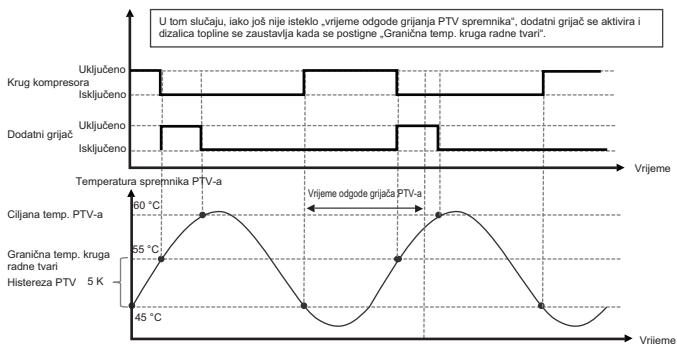 U tom slučaju, iako još nije isteklo „vrijeme odgode grijanja PTV spremnika“, dodatni grijač se aktivira i
dizalica topline se zaustavlja kada se postigne „Granična temp. kruga radne tvari“.
Uključeno
Krug kompresora
Isključeno
Uključeno
Dodatni grijač
Isključeno
Vrijeme
Temperatura spremnika PTV-a
Vrijeme odgode grijača PTV-a
60 °C
Ciljana temp. PTV-a
55 °C
Granična temp. kruga
radne tvari
Histereza PTV 5 K
45 °C
Vrijeme